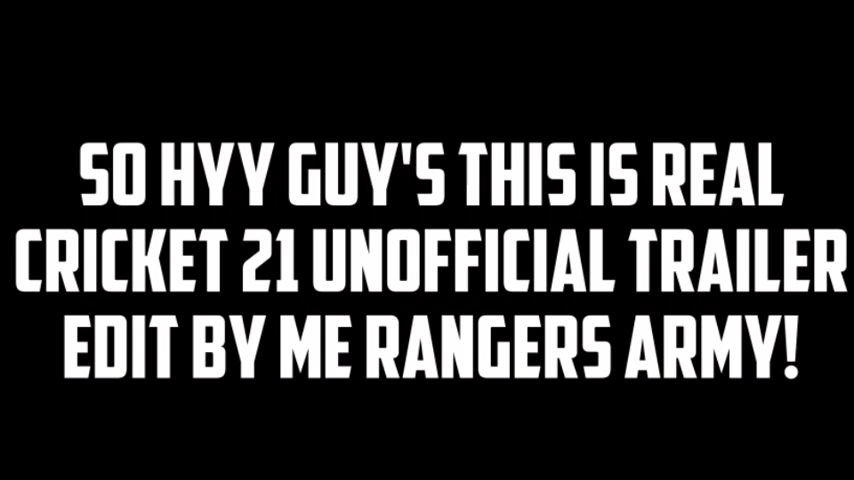 SO HYY GUY'S THIS IS REAL
CRICKET 21 UNOFFICIAL TRAILER
EDIT BY ME RANGERS ARMY!